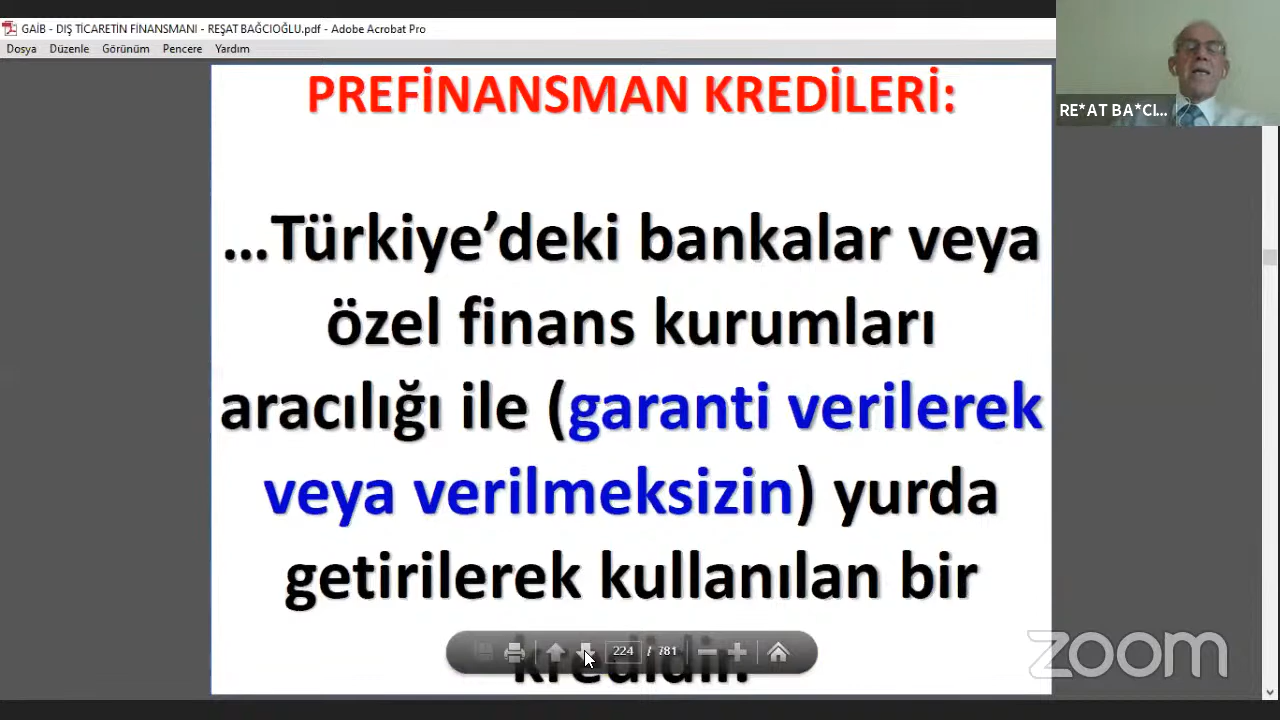 GAİB - DIŞ TİCARETİN FİNANSMANI - REŞAT BAĞCIOĞLU.pdf - Adobe Acrobat Pro
Dosya Düzenle Görünüm Pencere Yardım
RE*AT BA*CI...
PREFİNANSMAN KREDİLERİ:
...Türkiye’deki bankalar veya
özel finans kurumları
aracılığı ile (garanti verilerek
veya verilmeksizin) yurda
getirilerek kullanılan bir
kredidir.
224 / 781
zoom